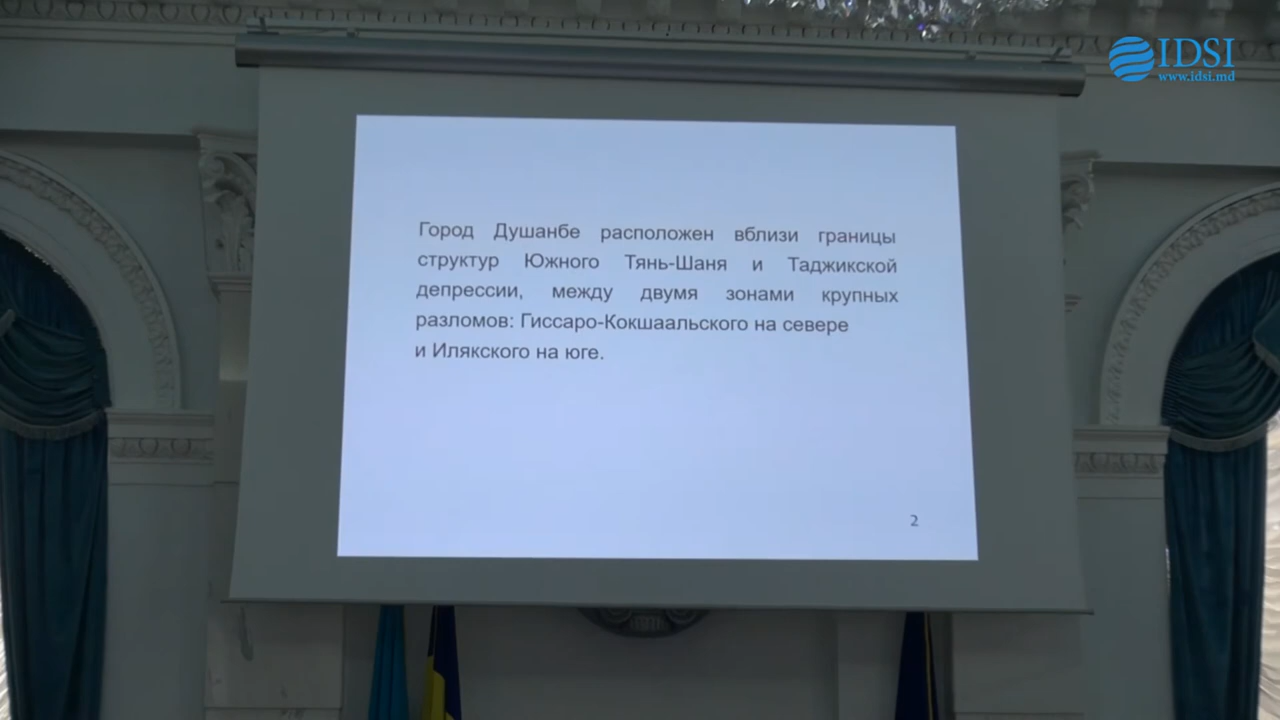 IDSI
www.idsi.md
Город Душанбе расположен вблизи границы
структур Южного Тянь-Шаня и Таджикской
депрессии, между двумя зонами крупных
разломов: Гиссаро-Кокшаальского на севере
и Илякского на юге.
2